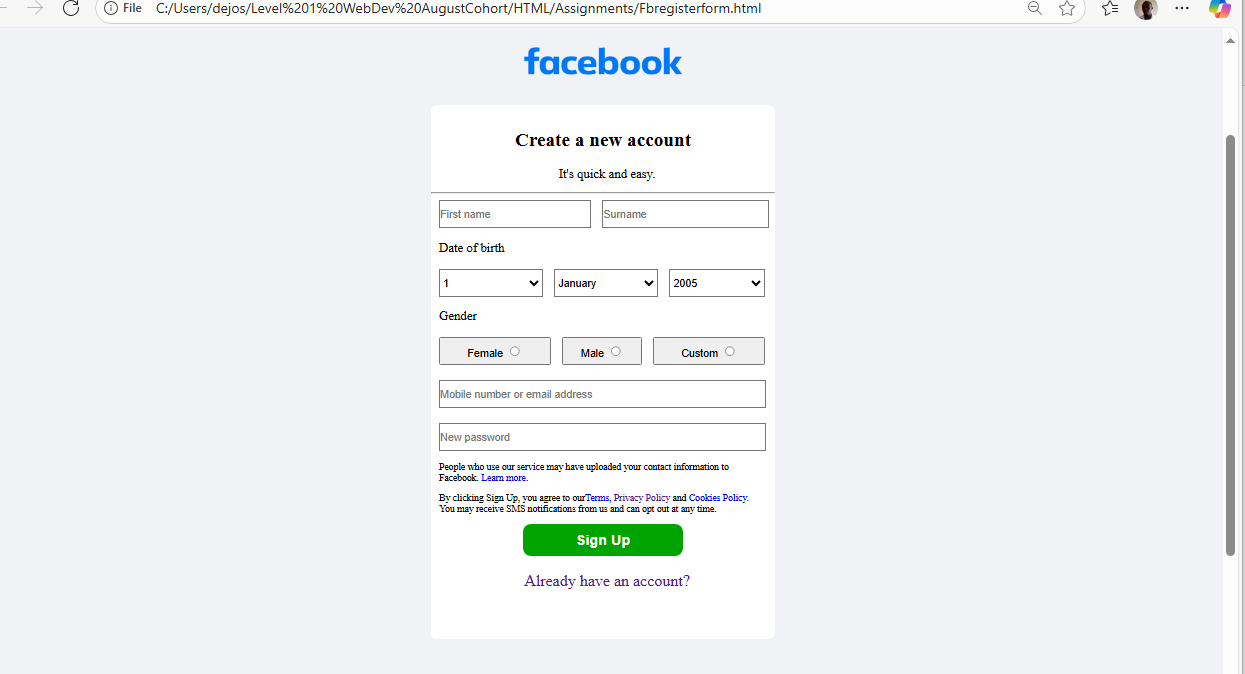 File C:/Users/dejos/Level%201%20WebDev%20AugustCohort/HTML/Assignments/Fbregisterform.html
facebook
Create a new account
It's quick and easy.
First name Surname
Date of birth
1 January 2005
Gender
Female Male Custom
Mobile number or email address
New password
People who use our service may have uploaded your contact information to
Facebook. Learn more.
By clicking Sign Up, you agree to ourTerms, Privacy Policy and Cookies Policy.
You may receive SMS notifications from us and can opt out at any time.
Sign Up
Already have an account?